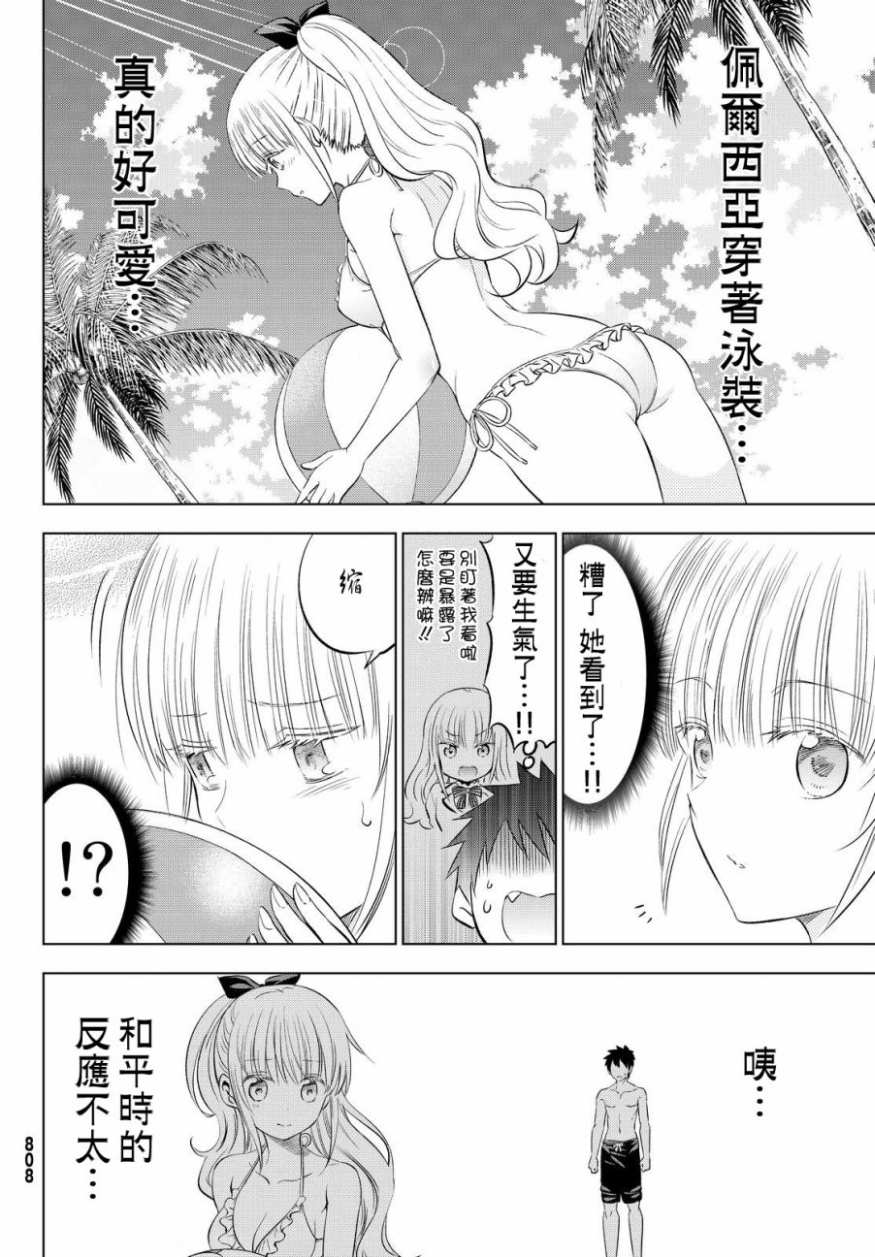 佩爾西亞穿著泳裝…
真的好可愛…
糟了 她看到了…!!
又要生氣了…!!
別盯著我看啦
要是暴露了
怎麼辦嘛!!
縮
!?
咦…
和平時的
反應不太…
808